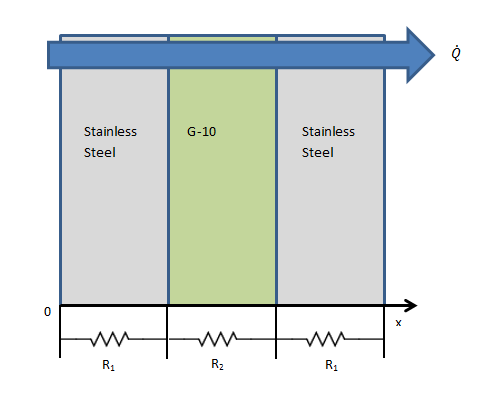 Q̇
Stainless
Steel
G-10
Stainless
Steel
0
x
R₁
R₂
R₁